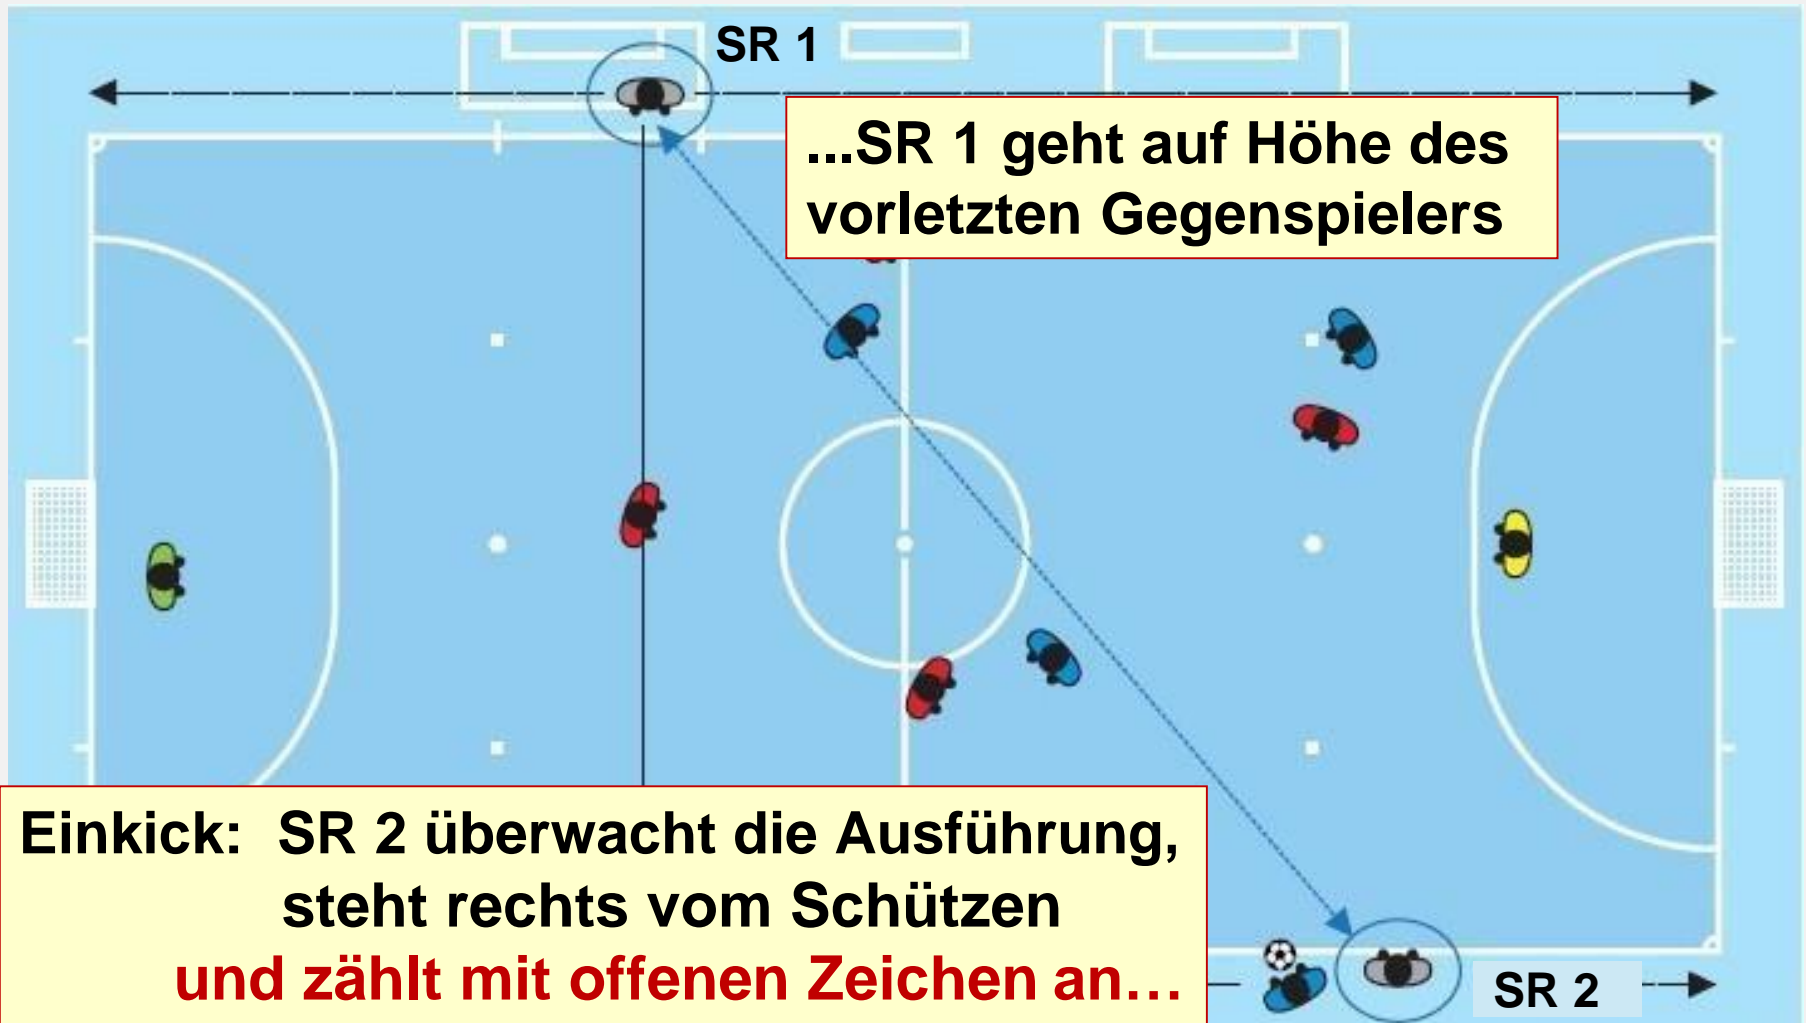 SR 1
...SR 1 geht auf Höhe des
vorletzten Gegenspielers
Einkick: SR 2 überwacht die Ausführung,
steht rechts vom Schützen
und zählt mit offenen Zeichen an…
SR 2